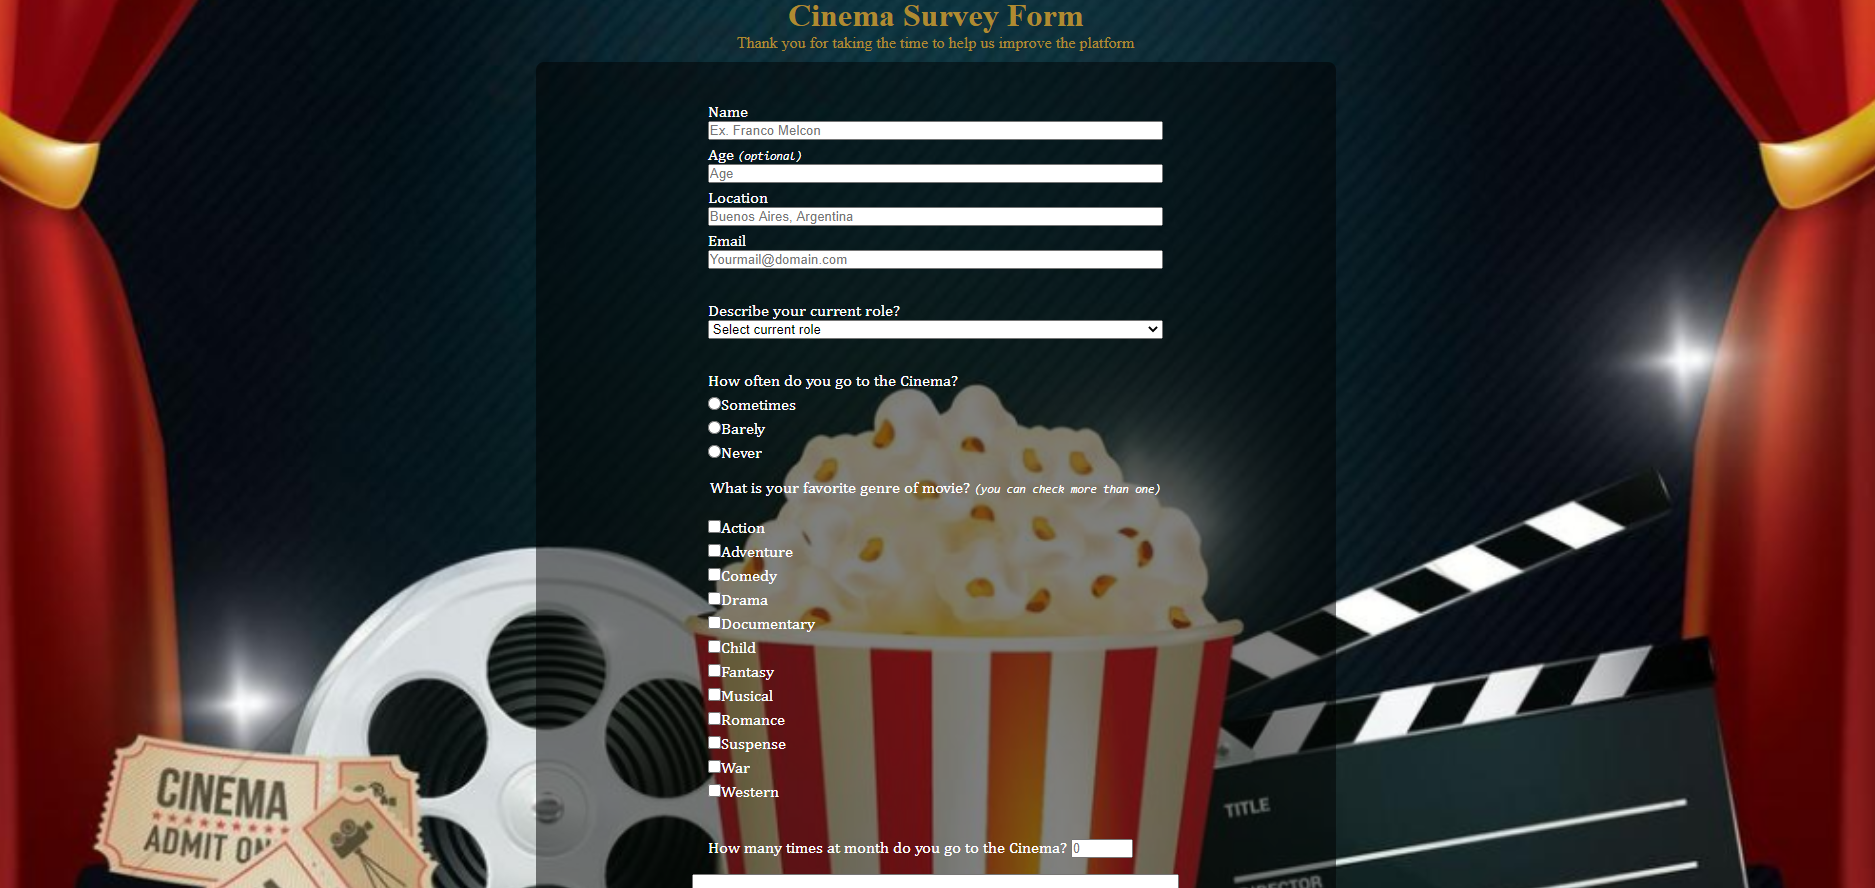 Cinema Survey Form
Thank you for taking the time to help us improve the platform
Name
Ex. Franco Melcon
Age (optional)
Age
Location
Buenos Aires, Argentina
Email
Yourmail@domain.com
Describe your current role?
Select current role
How often do you go to the Cinema?
Sometimes
Barely
Never
What is your favorite genre of movie? (you can check more than one)
Action
Adventure
Comedy
Drama
Documentary
Child
Fantasy
Musical
Romance
Suspense
War
Western
How many times at month do you go to the Cinema? 0
CINEMA
ADMIT ON
TITLE